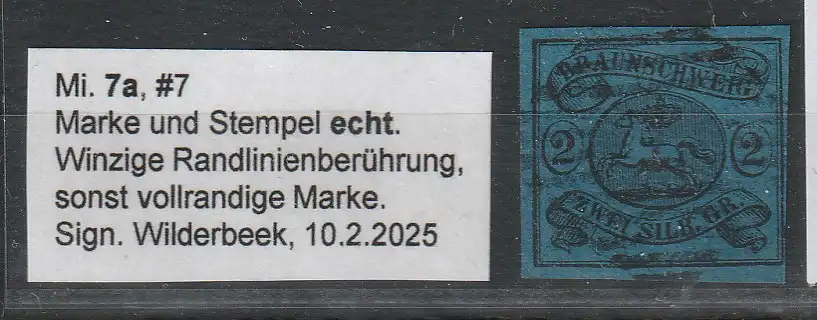 Mi. 7a, #7
Marke und Stempel echt.
Winzige Randlinienberührung,
sonst vollrandige Marke.
Sign. Wilderbeek, 10.2.2025
BRAUNSCHWEIG
2 2
ZWEI SILB. GR.